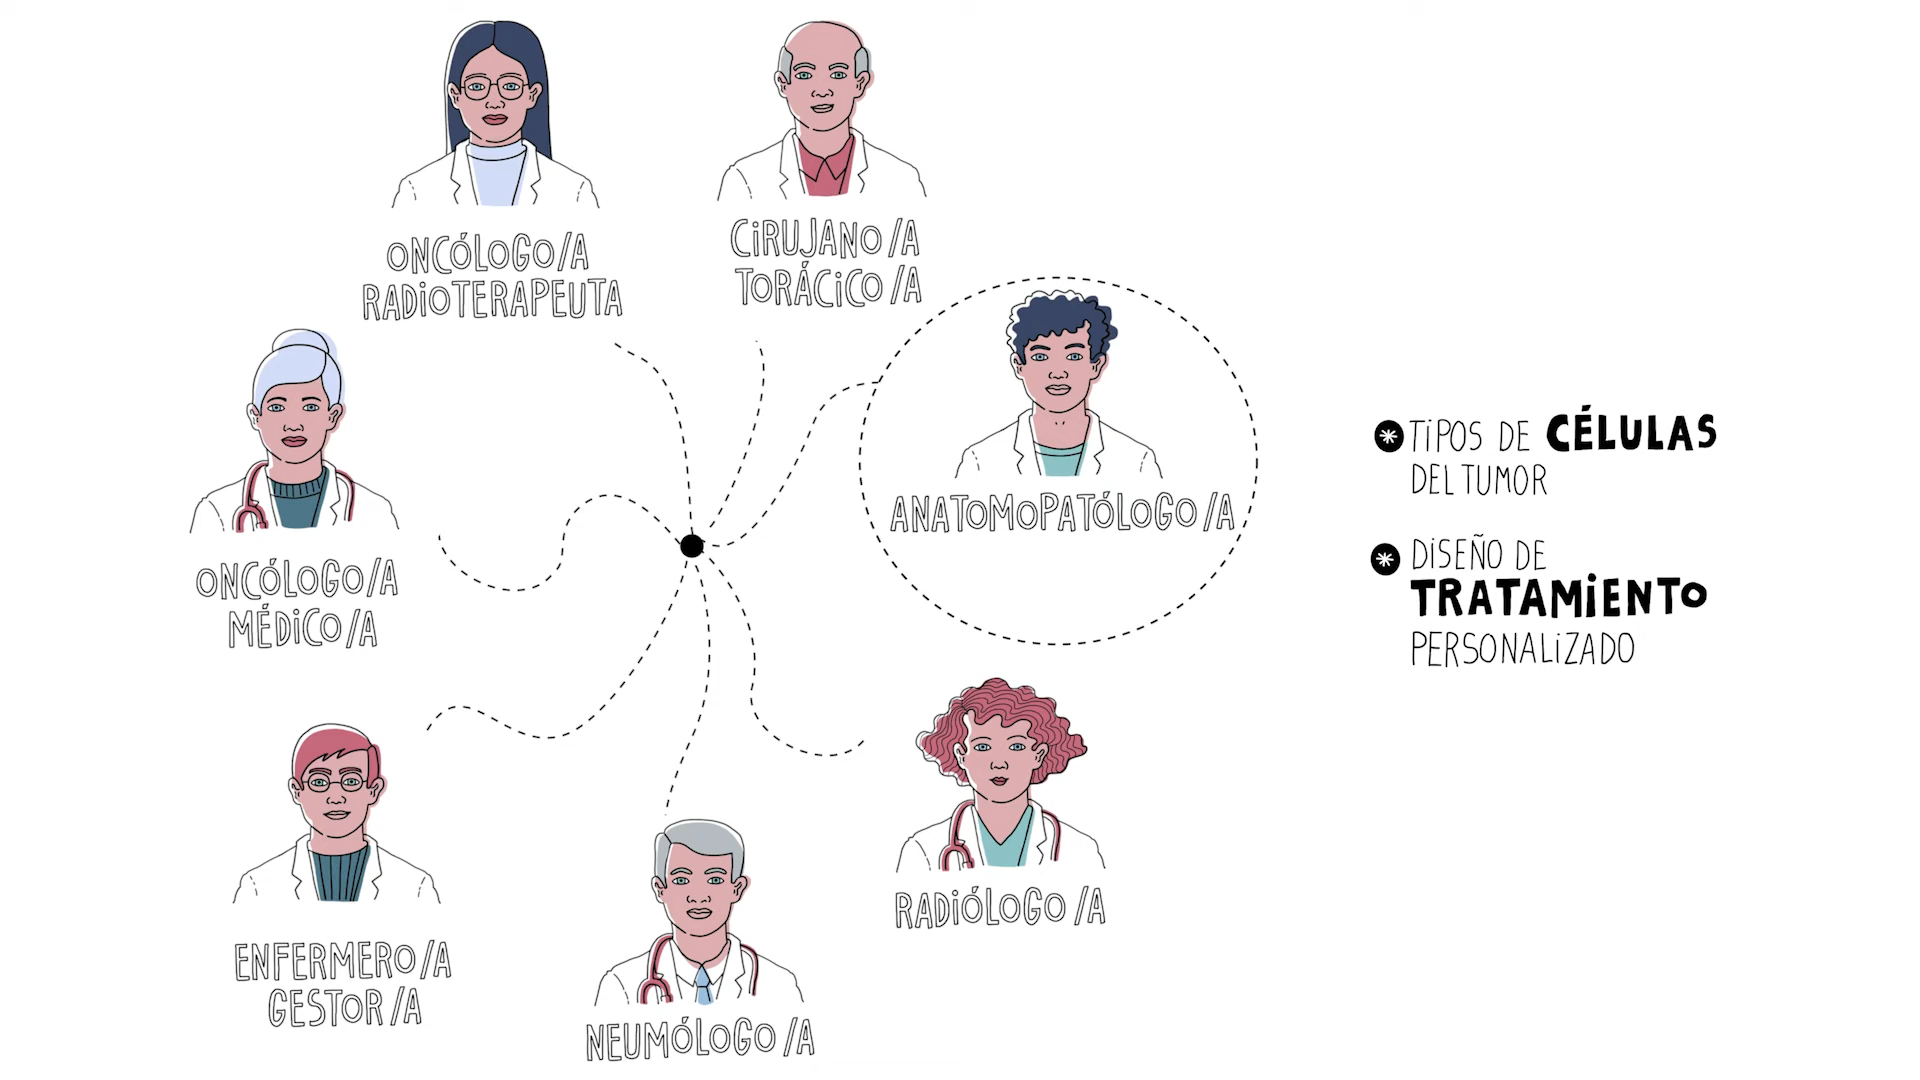 ONCÓLOGO/A
RADiOTERAPEUTA
CiRUJANO/A
TORÁCiCO/A
ANATOMOPATÓLOGO/A
TiPOS DE CÉLULAS
DEL TUMOR
DiSEÑO DE
TRATAMiENTO
PERSONALiZADO
ONCÓLOGO/A
MÉDiCO/A
RADiÓLOGO/A
ENFERMERO/A
GESTOR/A
NEUMÓLOGO/A